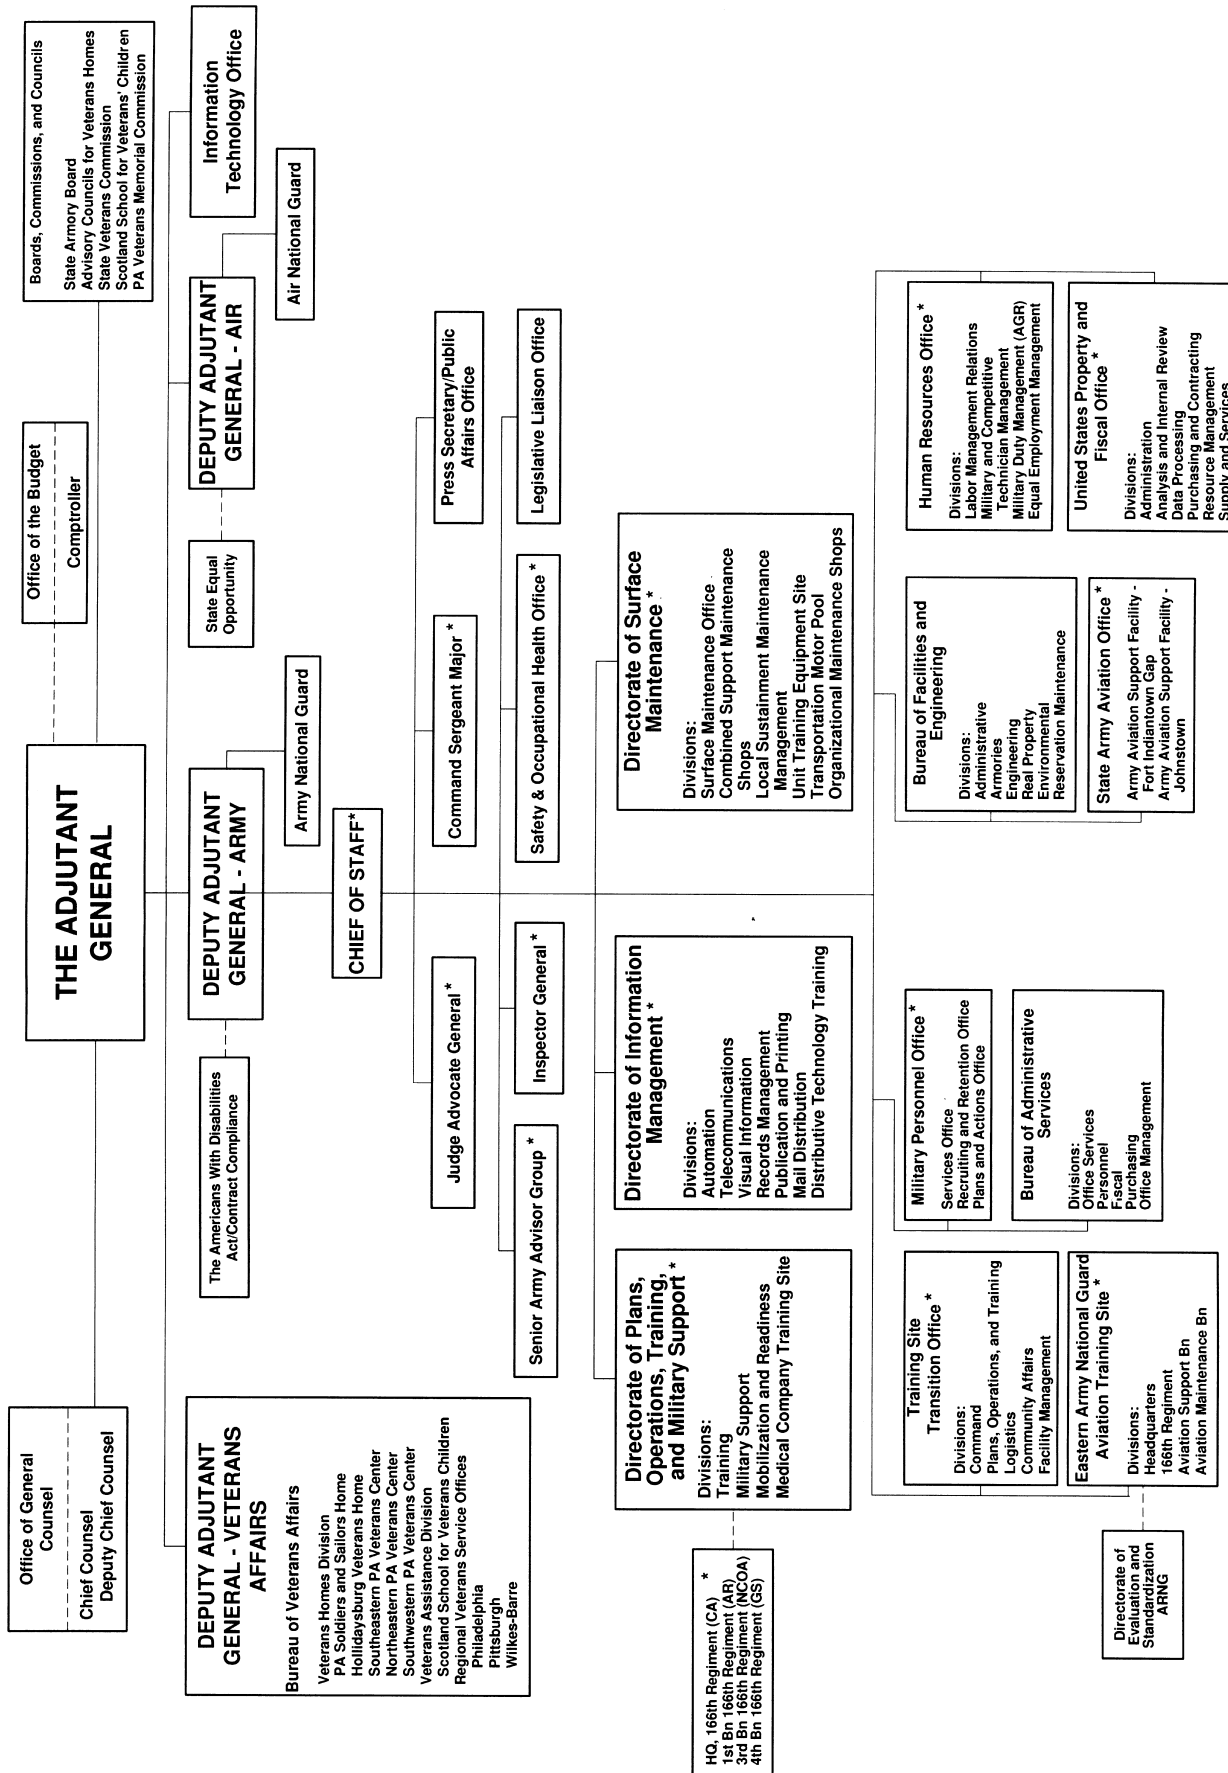 Office of General
Counsel
Chief Counsel
Deputy Chief Counsel
THE ADJUTANT
GENERAL
Office of the Budget
Comptroller
Boards, Commissions, and Councils
State Armory Board
Advisory Councils for Veterans Homes
State Veterans Commission
Scotland School for Veterans' Children
PA Veterans Memorial Commission
DEPUTY ADJUTANT
GENERAL - VETERANS
AFFAIRS
Bureau of Veterans Affairs
Veterans Homes Division
PA Soldiers and Sailors Home
Hollidaysburg Veterans Home
Southeastern PA Veterans Center
Northeastern PA Veterans Center
Southwestern PA Veterans Center
Veterans Assistance Division
Scotland School for Veterans Children
Regional Veterans Service Offices
Philadelphia
Pittsburgh
Wilkes-Barre
The Americans With Disabilities
Act/Contract Compliance
DEPUTY ADJUTANT
GENERAL - ARMY
Army National Guard
State Equal
Opportunity
DEPUTY ADJUTANT
GENERAL - AIR
Air National Guard
Information
Technology Office
CHIEF OF STAFF*
Judge Advocate General *
Command Sergeant Major *
Press Secretary/Public
Affairs Office
Senior Army Advisor Group *
Inspector General *
Safety & Occupational Health Office *
Legislative Liaison Office
HQ, 166th Regiment (CA) *
1st Bn 166th Regiment (AR)
3rd Bn 166th Regiment (NCOA)
4th Bn 166th Regiment (GS)
Directorate of Plans,
Operations, Training,
and Military Support *
Divisions:
Training
Military Support
Mobilization and Readiness
Medical Company Training Site
Directorate of Information
Management *
Divisions:
Automation
Telecommunications
Visual Information
Records Management
Publication and Printing
Mail Distribution
Distributive Technology Training
Directorate of Surface
Maintenance *
Divisions:
Surface Maintenance Office
Combined Support Maintenance
Shops
Local Sustainment Maintenance
Management
Unit Training Equipment Site
Transportation Motor Pool
Organizational Maintenance Shops
Training Site
Transition Office *
Divisions:
Command
Plans, Operations, and Training
Logistics
Community Affairs
Facility Management
Military Personnel Office *
Services Office
Recruiting and Retention Office
Plans and Actions Office
Bureau of Facilities and
Engineering
Divisions:
Administrative
Armories
Engineering
Real Property
Environmental
Reservation Maintenance
Human Resources Office *
Divisions:
Labor Management Relations
Military and Competitive
Technician Management
Military Duty Management (AGR)
Equal Employment Management
Directorate of
Evaluation and
Standardization
ARNG
Eastern Army National Guard
Aviation Training Site *
Divisions:
Headquarters
166th Regiment
Aviation Support Bn
Aviation Maintenance Bn
Bureau of Administrative
Services
Divisions:
Office Services
Personnel
Fiscal
Purchasing
Office Management
State Army Aviation Office *
Army Aviation Support Facility -
Fort Indiantown Gap
Army Aviation Support Facility -
Johnstown
United States Property and
Fiscal Office *
Divisions:
Administration
Analysis and Internal Review
Data Processing
Purchasing and Contracting
Resource Management
Supply and Services